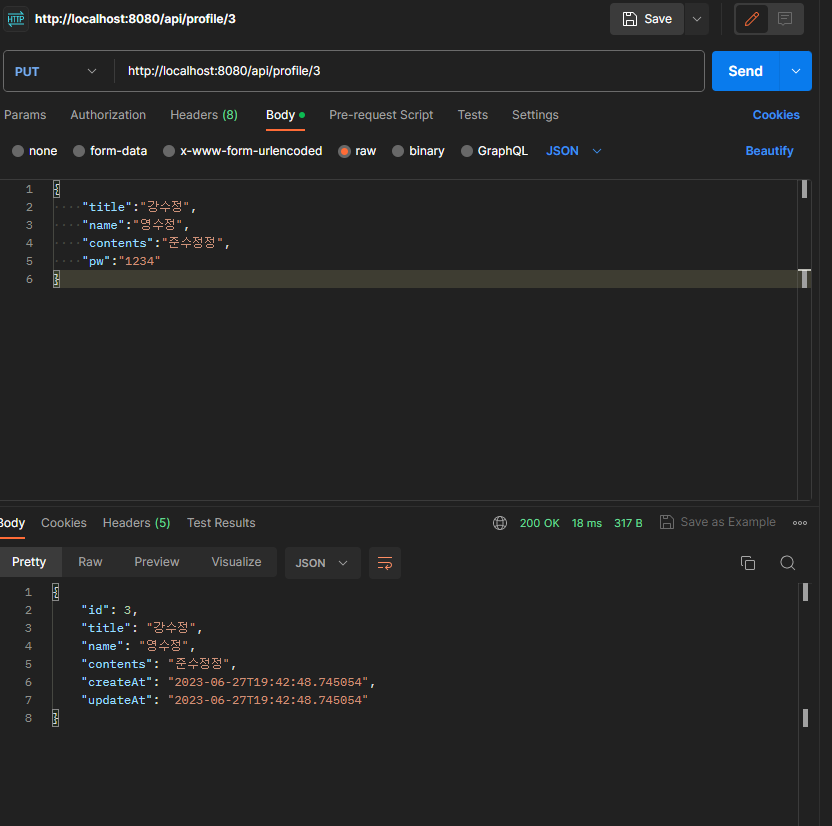 HTTP http://localhost:8080/api/profile/3 Save
PUT http://localhost:8080/api/profile/3 Send
Params Authorization Headers (8) Body Pre-request Script Tests Settings Cookies
none form-data x-www-form-urlencoded raw binary GraphQL JSON Beautify
1 {
2 ····"title":"강수정",
3 ····"name":"영수정",
4 ····"contents":"준수정정",
5 ····"pw":"1234"
6 }
Body Cookies Headers (5) Test Results 200 OK 18 ms 317 B Save as Example
Pretty Raw Preview Visualize JSON
1 {
2 "id": 3,
3 "title": "강수정",
4 "name": "영수정",
5 "contents": "준수정정",
6 "createAt": "2023-06-27T19:42:48.745054",
7 "updateAt": "2023-06-27T19:42:48.745054"
8 }